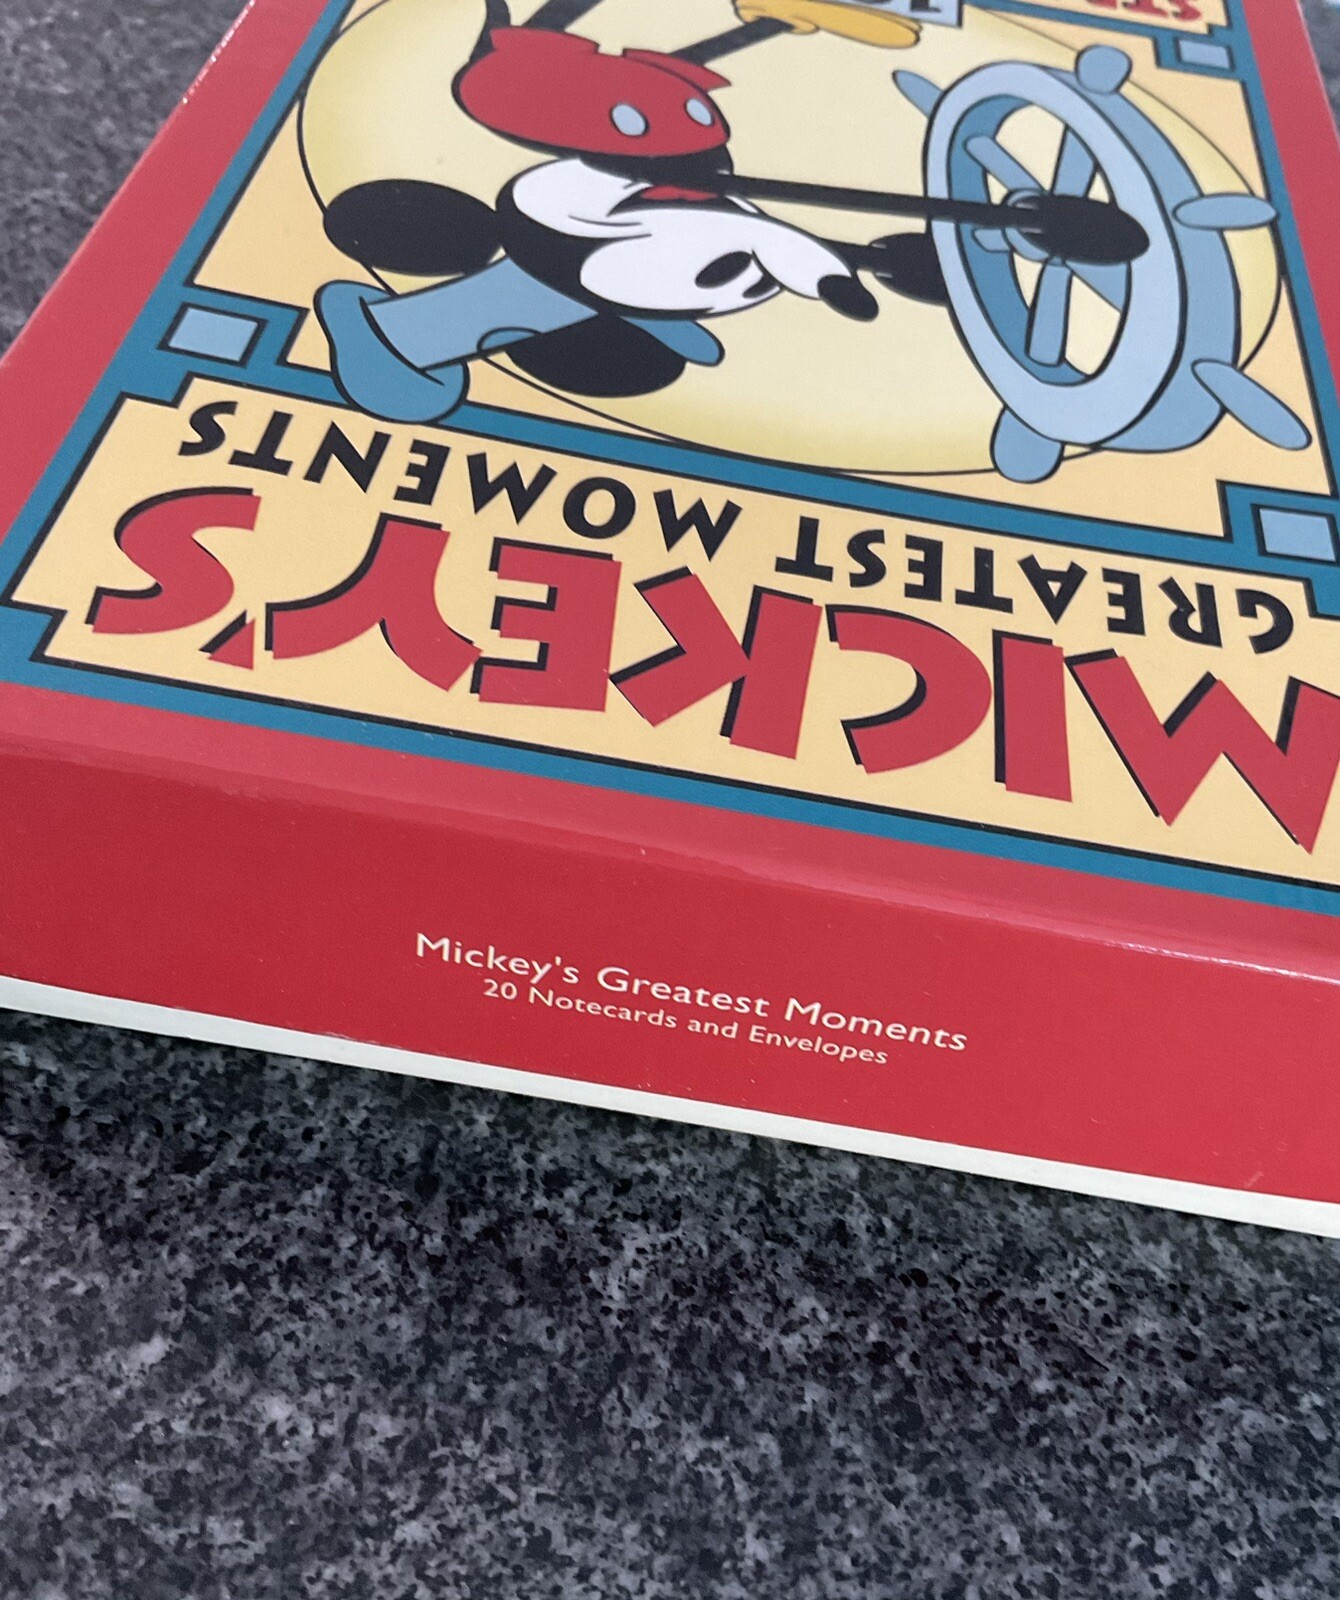 MICKEY'S
GREATEST MOMENTS
Mickey's Greatest Moments
20 Notecards and Envelopes